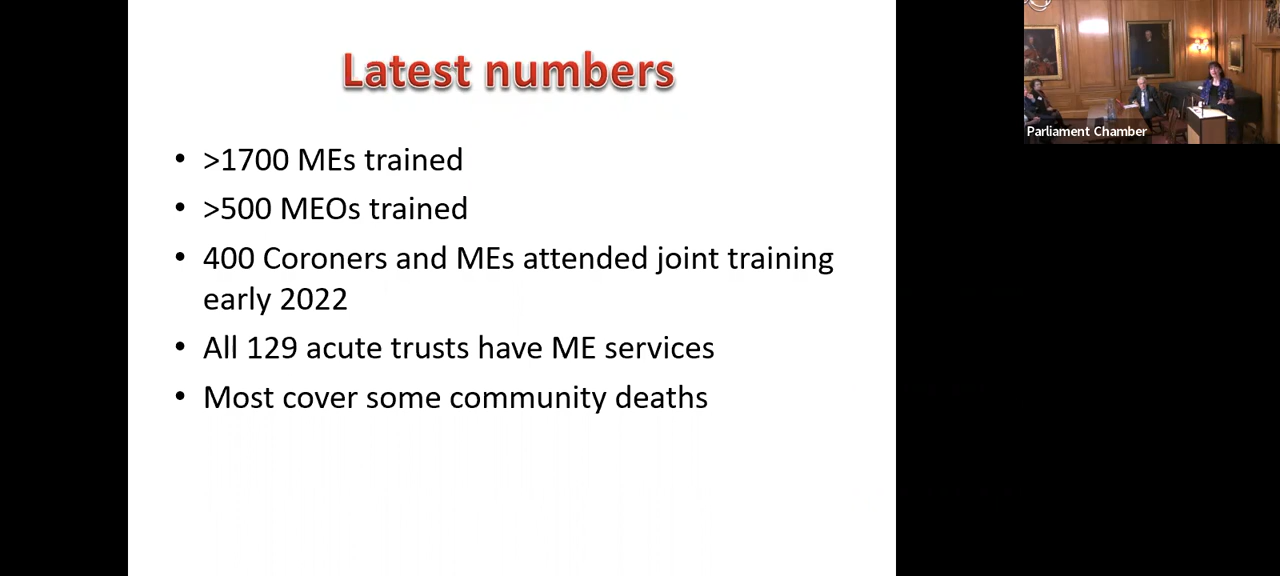 Latest numbers
• >1700 MEs trained
• >500 MEOs trained
• 400 Coroners and MEs attended joint training
early 2022
• All 129 acute trusts have ME services
• Most cover some community deaths
Parliament Chamber